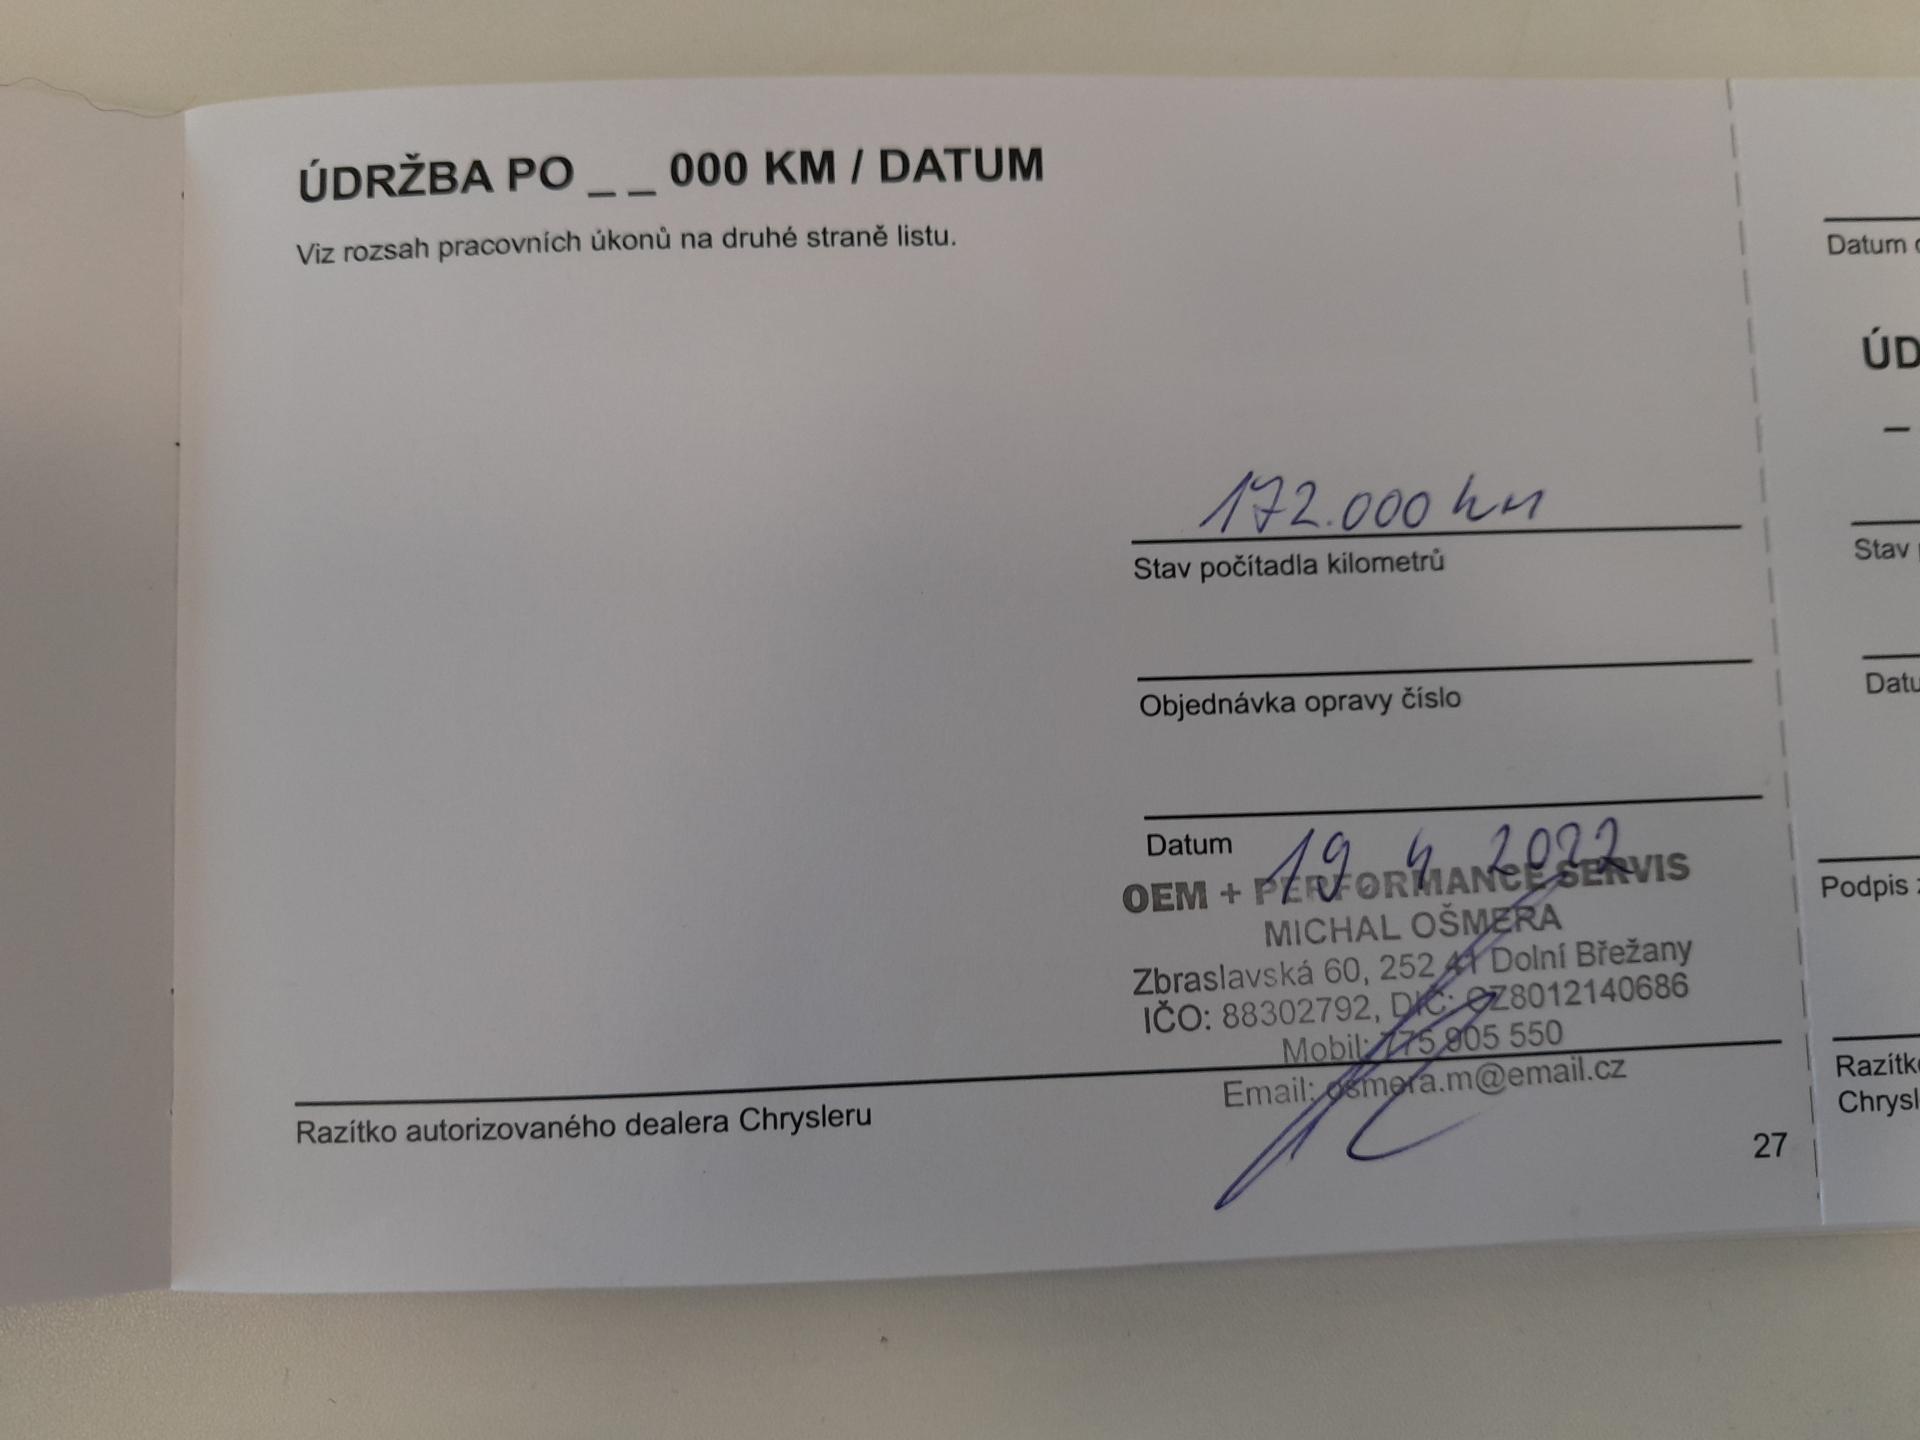 ÚDRŽBA PO _ _ 000 KM / DATUM
Viz rozsah pracovních úkonů na druhé straně listu.
172.000 km
Stav počítadla kilometrů
Objednávka opravy číslo
Datum 19 4 2022
OEM + PERFORMANCE SERVIS
MICHAL OŠMERA
Zbraslavská 60, 252 41 Dolní Břežany
IČO: 88302792, DIČ: CZ8012140686
Mobil: 775 905 550
Email: osmera.m@email.cz
Razítko autorizovaného dealera Chrysleru
27
Datum
ÚD
_
Stav
Datu
Podpis
Razítk
Chrysl